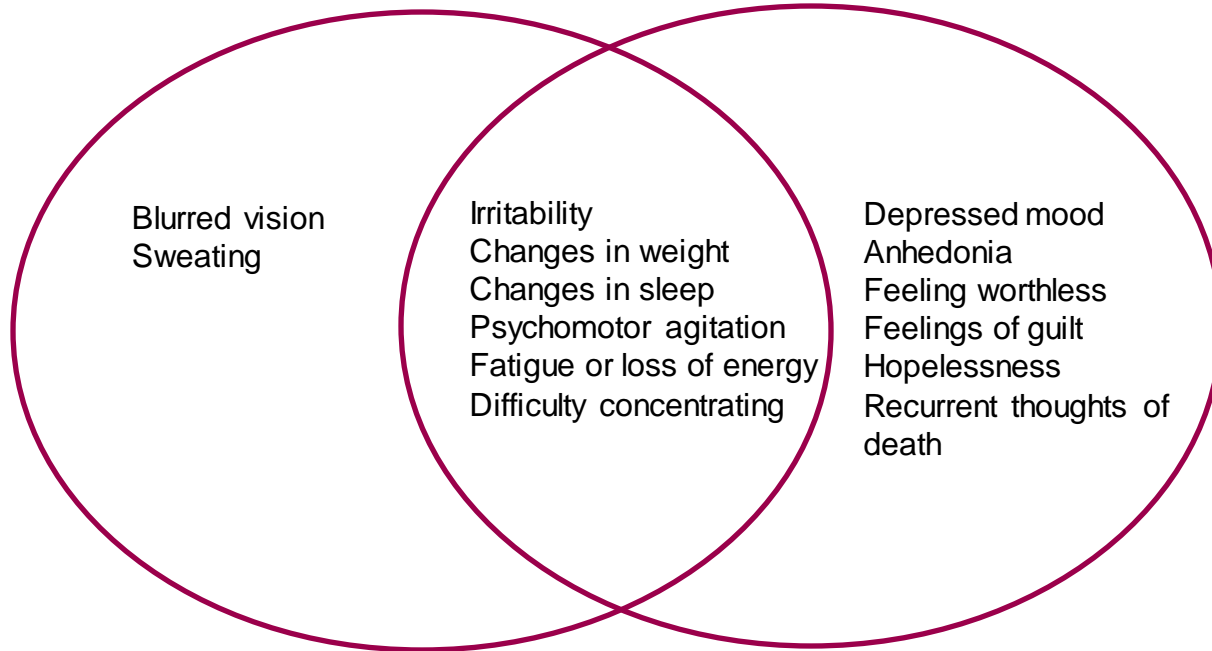 Blurred vision
Sweating
Irritability
Changes in weight
Changes in sleep
Psychomotor agitation
Fatigue or loss of energy
Difficulty concentrating
Depressed mood
Anhedonia
Feeling worthless
Feelings of guilt
Hopelessness
Recurrent thoughts of
death